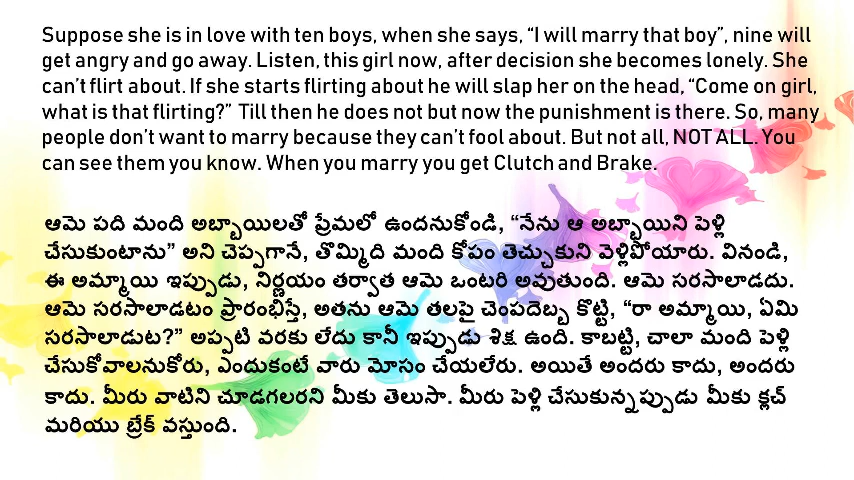 Suppose she is in love with ten boys, when she says, “I will marry that boy”, nine will
get angry and go away. Listen, this girl now, after decision she becomes lonely. She
can’t flirt about. If she starts flirting about he will slap her on the head, “Come on girl,
what is that flirting?”  Till then he does not but now the punishment is there. So, many
people don’t want to marry because they can’t fool about. But not all, NOT ALL. You
can see them you know. When you marry you get Clutch and Brake.
ఆమె పది మంది అబ్బాయిలతో ప్రేమలో ఉందనుకోండి, “నేను ఆ అబ్బాయిని పెళ్లి
చేసుకుంటాను” అని చెప్పగానే, తొమ్మిది మంది కోపం తెచ్చుకుని వెళ్లిపోయారు. వినండి,
ఈ అమ్మాయి ఇప్పుడు, నిర్ణయం తర్వాత ఆమె ఒంటరి అవుతుంది. ఆమె సరసాలాడదు.
ఆమె సరసాలాడటం ప్రారంభిస్తే, అతను ఆమె తలపై చెంపదెబ్బ కొట్టి, “రా అమ్మాయి, ఏమి
సరసాలాడుట?” అప్పటి వరకు లేదు కానీ ఇప్పుడు శిక్ష ఉంది. కాబట్టి, చాలా మంది పెళ్లి
చేసుకోవాలనుకోరు, ఎందుకంటే వారు మోసం చేయలేరు. అయితే అందరు కాదు, అందరు
కాదు. మీరు వాటిని చూడగలరని మీకు తెలుసా. మీరు పెళ్లి చేసుకున్నప్పుడు మీకు క్లచ్
మరియు బ్రేక్ వస్తుంది.